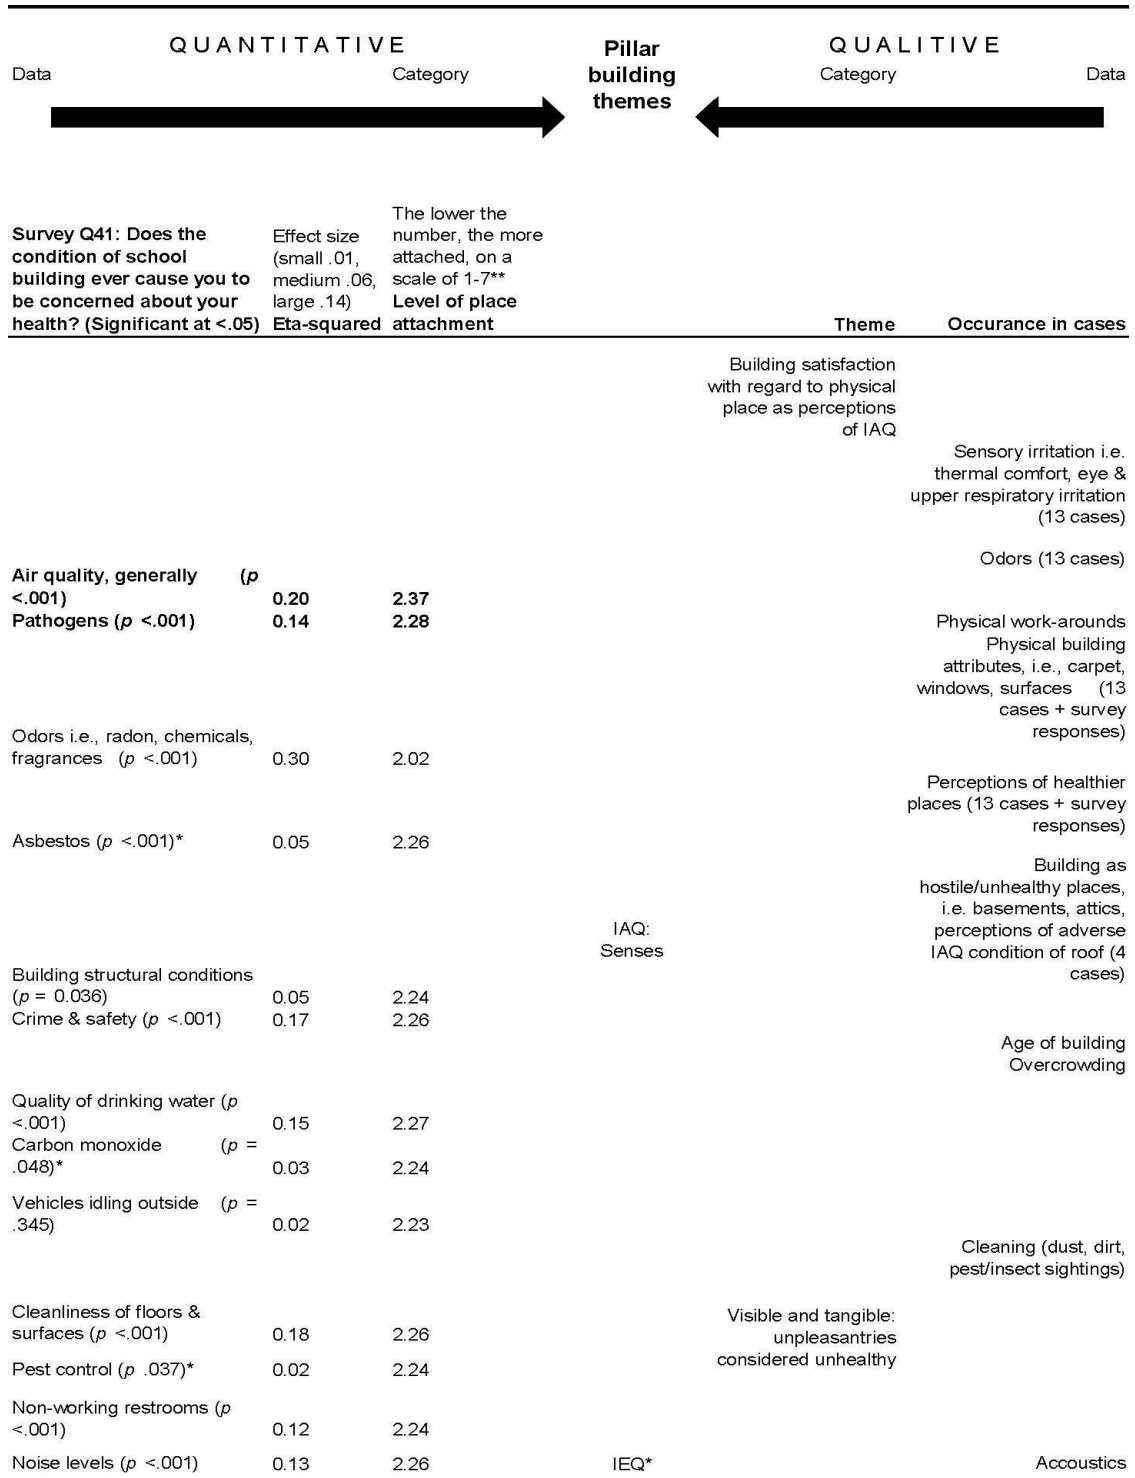 QUANTITATIVE
Pillar
building
themes
QUALITIVE
Data
Category
Category
Data
Survey Q41: Does the
condition of school
building ever cause you to
be concerned about your
health? (Significant at <.05)
Effect size
(small .01,
medium .06,
large .14)
Eta-squared
The lower the
number, the more
attached, on a
scale of 1-7**
Level of place
attachment
Theme
Occurance in cases
Building satisfaction
with regard to physical
place as perceptions
of IAQ
Sensory irritation i.e.
thermal comfort, eye &
upper respiratory irritation
(13 cases)
Odors (13 cases)
Air quality, generally (p
<.001) 0.20 2.37
Pathogens (p <.001) 0.14 2.28
Physical work-arounds
Physical building
attributes, i.e., carpet,
windows, surfaces (13
cases + survey
responses)
Odors i.e., radon, chemicals,
fragrances (p <.001) 0.30 2.02
Perceptions of healthier
places (13 cases + survey
responses)
Asbestos (p <.001)* 0.05 2.26
Building as
hostile/unhealthy places,
i.e. basements, attics,
perceptions of adverse
IAQ condition of roof (4
cases)
IAQ:
Senses
Building structural conditions
(p = 0.036) 0.05 2.24
Crime & safety (p <.001) 0.17 2.26
Age of building
Overcrowding
Quality of drinking water (p
<.001) 0.15 2.27
Carbon monoxide (p =
.048)* 0.03 2.24
Vehicles idling outside (p =
.345) 0.02 2.23
Cleaning (dust, dirt,
pest/insect sightings)
Cleanliness of floors &
surfaces (p <.001) 0.18 2.26
Visible and tangible:
unpleasantries
considered unhealthy
Pest control (p .037)* 0.02 2.24
Non-working restrooms (p
<.001) 0.12 2.24
Noise levels (p <.001) 0.13 2.26 IEQ* Accoustics